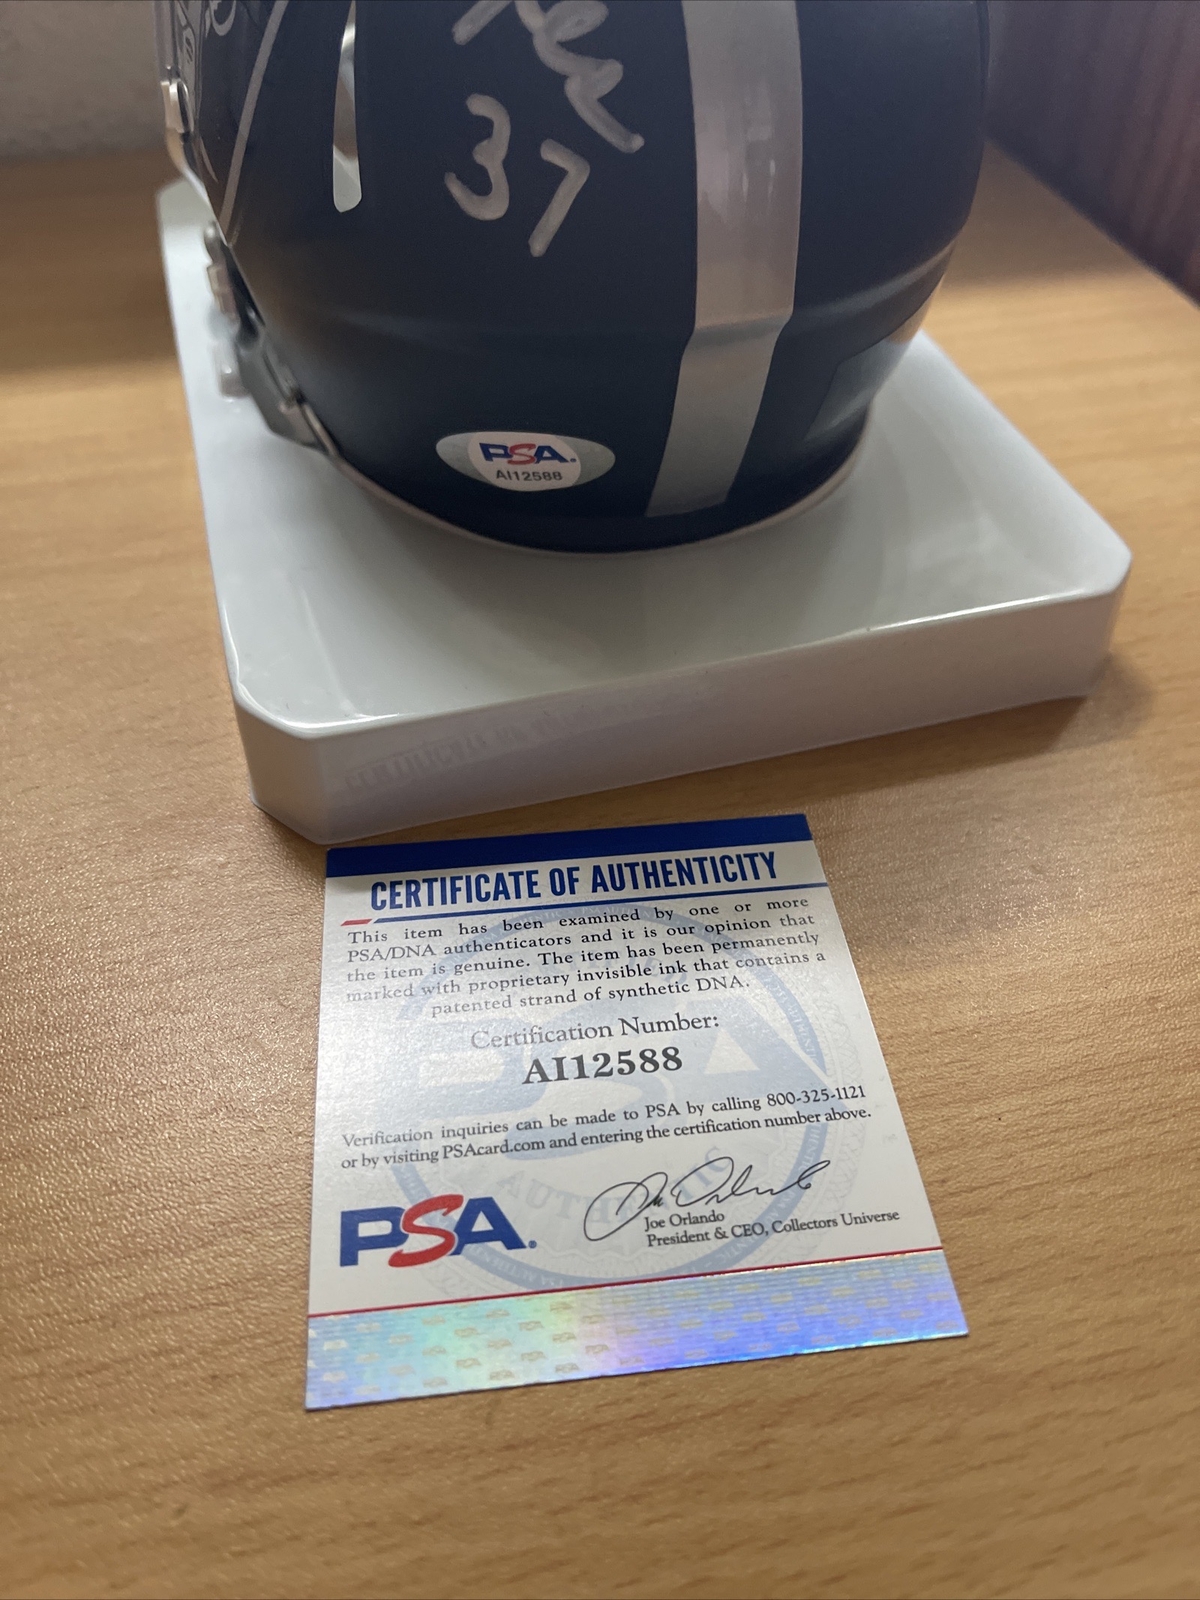 37
PSA.
AI12588
CERTIFICATE OF AUTHENTICITY
This item has been examined by one or more
PSA/DNA authenticators and it is our opinion that
the item is genuine. The item has been permanently
marked with proprietary invisible ink that contains a
patented strand of synthetic DNA.
Certification Number:
AI12588
Verification inquiries can be made to PSA by calling 800-325-1121
or by visiting PSAcard.com and entering the certification number above.
PSA®
Joe Orlando
Joe Orlando
President & CEO, Collectors Universe